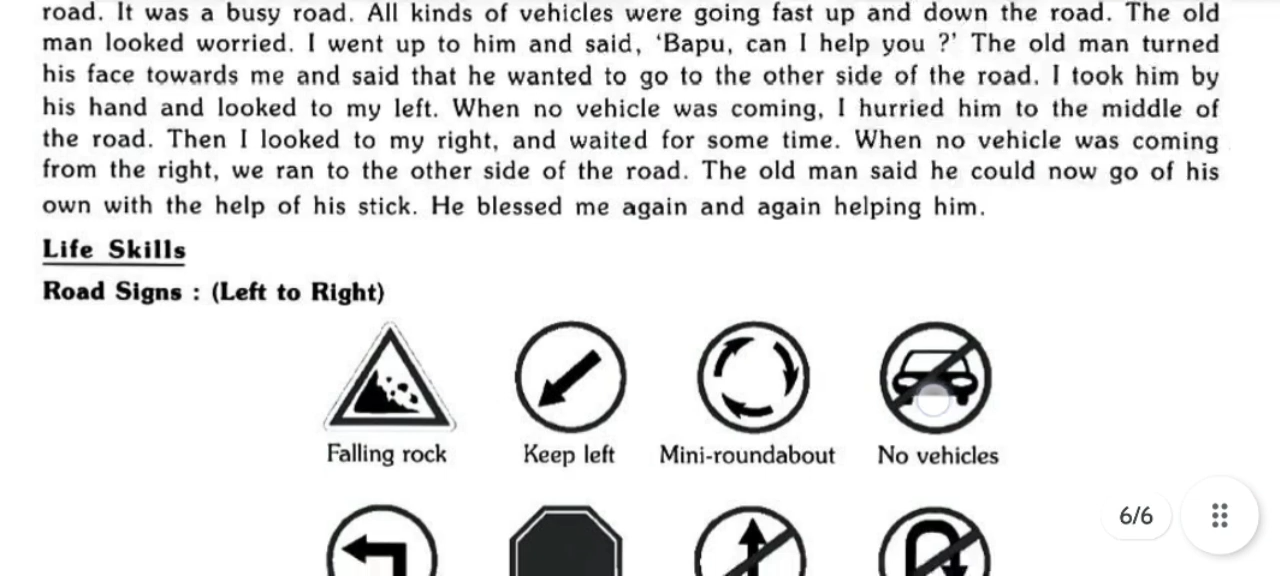 road. It was a busy road. All kinds of vehicles were going fast up and down the road. The old
man looked worried. I went up to him and said, 'Bapu, can I help you ?' The old man turned
his face towards me and said that he wanted to go to the other side of the road. I took him by
his hand and looked to my left. When no vehicle was coming, I hurried him to the middle of
the road. Then I looked to my right, and waited for some time. When no vehicle was coming
from the right, we ran to the other side of the road. The old man said he could now go of his
own with the help of his stick. He blessed me again and again helping him.
Life Skills
Road Signs : (Left to Right)
Falling rock Keep left Mini-roundabout No vehicles
6/6